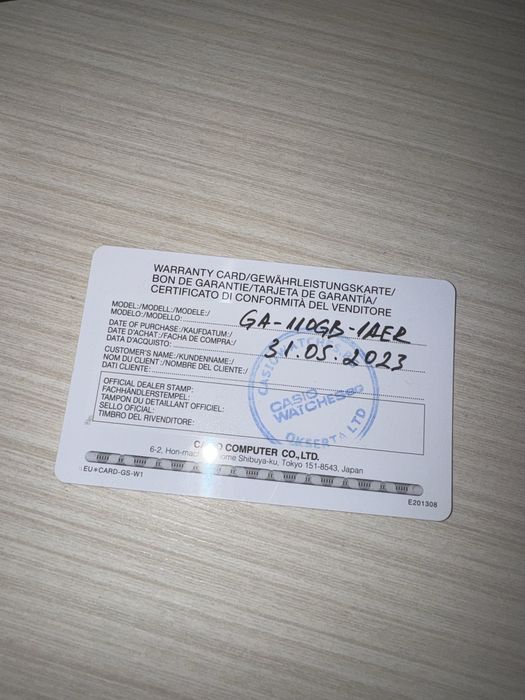 WARRANTY CARD/GEWÄHRLEISTUNGSKARTE/
BON DE GARANTIE/TARJETA DE GARANTÍA/
CERTIFICATO DI CONFORMITÀ DEL VENDITORE
MODEL:/MODELL:/MODELE:/
MODELO:/MODELLO: GA-110GB-1AER
DATE OF PURCHASE:/KAUFDATUM:/
DATE D'ACHAT:/FACHA DE COMPRA:/
DATA D'ACQUISTO: 31.05.2023
CUSTOMER'S NAME:/KUNDENNAME:/
NOM DU CLIENT:/NOMBRE DEL CLIENTE:/
DATI CLIENTE:
OFFICIAL DEALER STAMP:
FACHHÄNDLERSTEMPEL:
TAMPON DU DETAILLANT OFFICIEL:
SELLO OFICIAL:
TIMBRO DEL RIVENDITORE:
CASIO
WATCHES
OKSERTA LTD
COMPUTER CO.,LTD.
6-2, Shibuya-ku, Tokyo 151-8543, Japan
EU*CARD-GS-W1
E201308